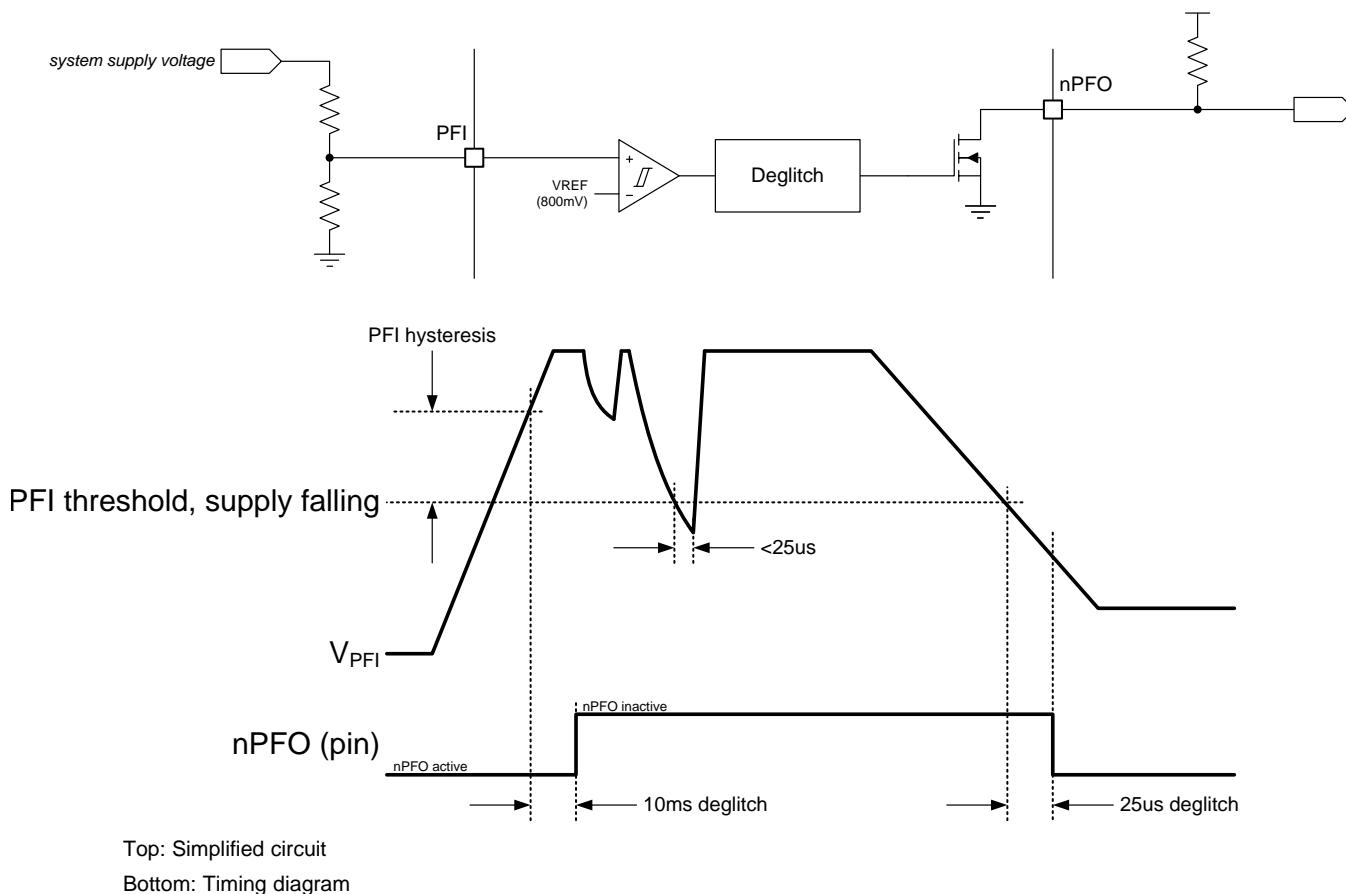 system supply voltage
PFI
VREF
(800mV)
+
−
Deglitch
nPFO
PFI hysteresis
PFI threshold, supply falling
<25us
VPFI
nPFO (pin)
nPFO inactive
nPFO active
10ms deglitch
25us deglitch
Top: Simplified circuit
Bottom: Timing diagram